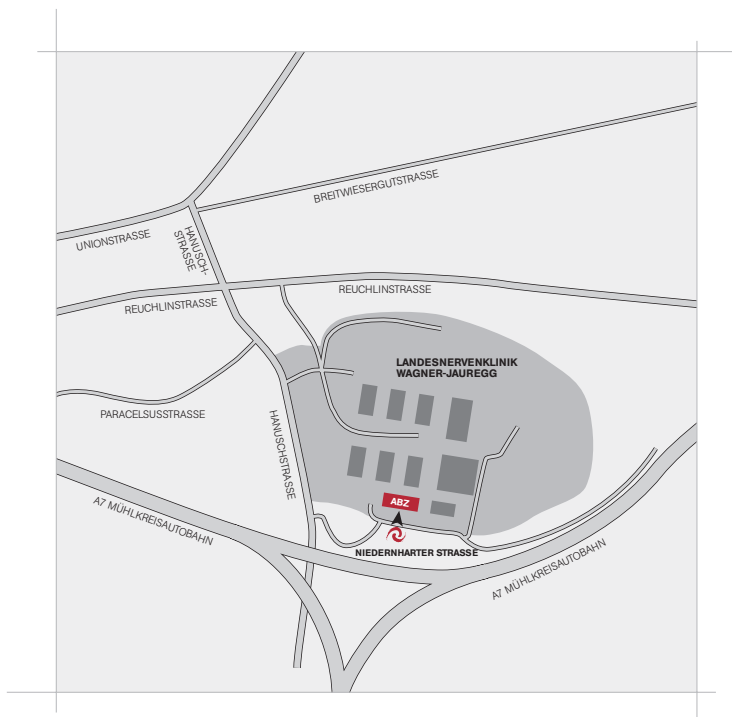 BREITWIESERGUTSTRASSE
UNIONSTRASSE
HANUSCH-
STRASSE
REUCHLINSTRASSE
REUCHLINSTRASSE
LANDESNERVENKLINIK
WAGNER-JAUREGG
PARACELSUSSTRASSE
HANUSCHSTRASSE
ABZ
A7 MÜHLKREISAUTOBAHN
NIEDERNHARTER STRASSE
A7 MÜHLKREISAUTOBAHN